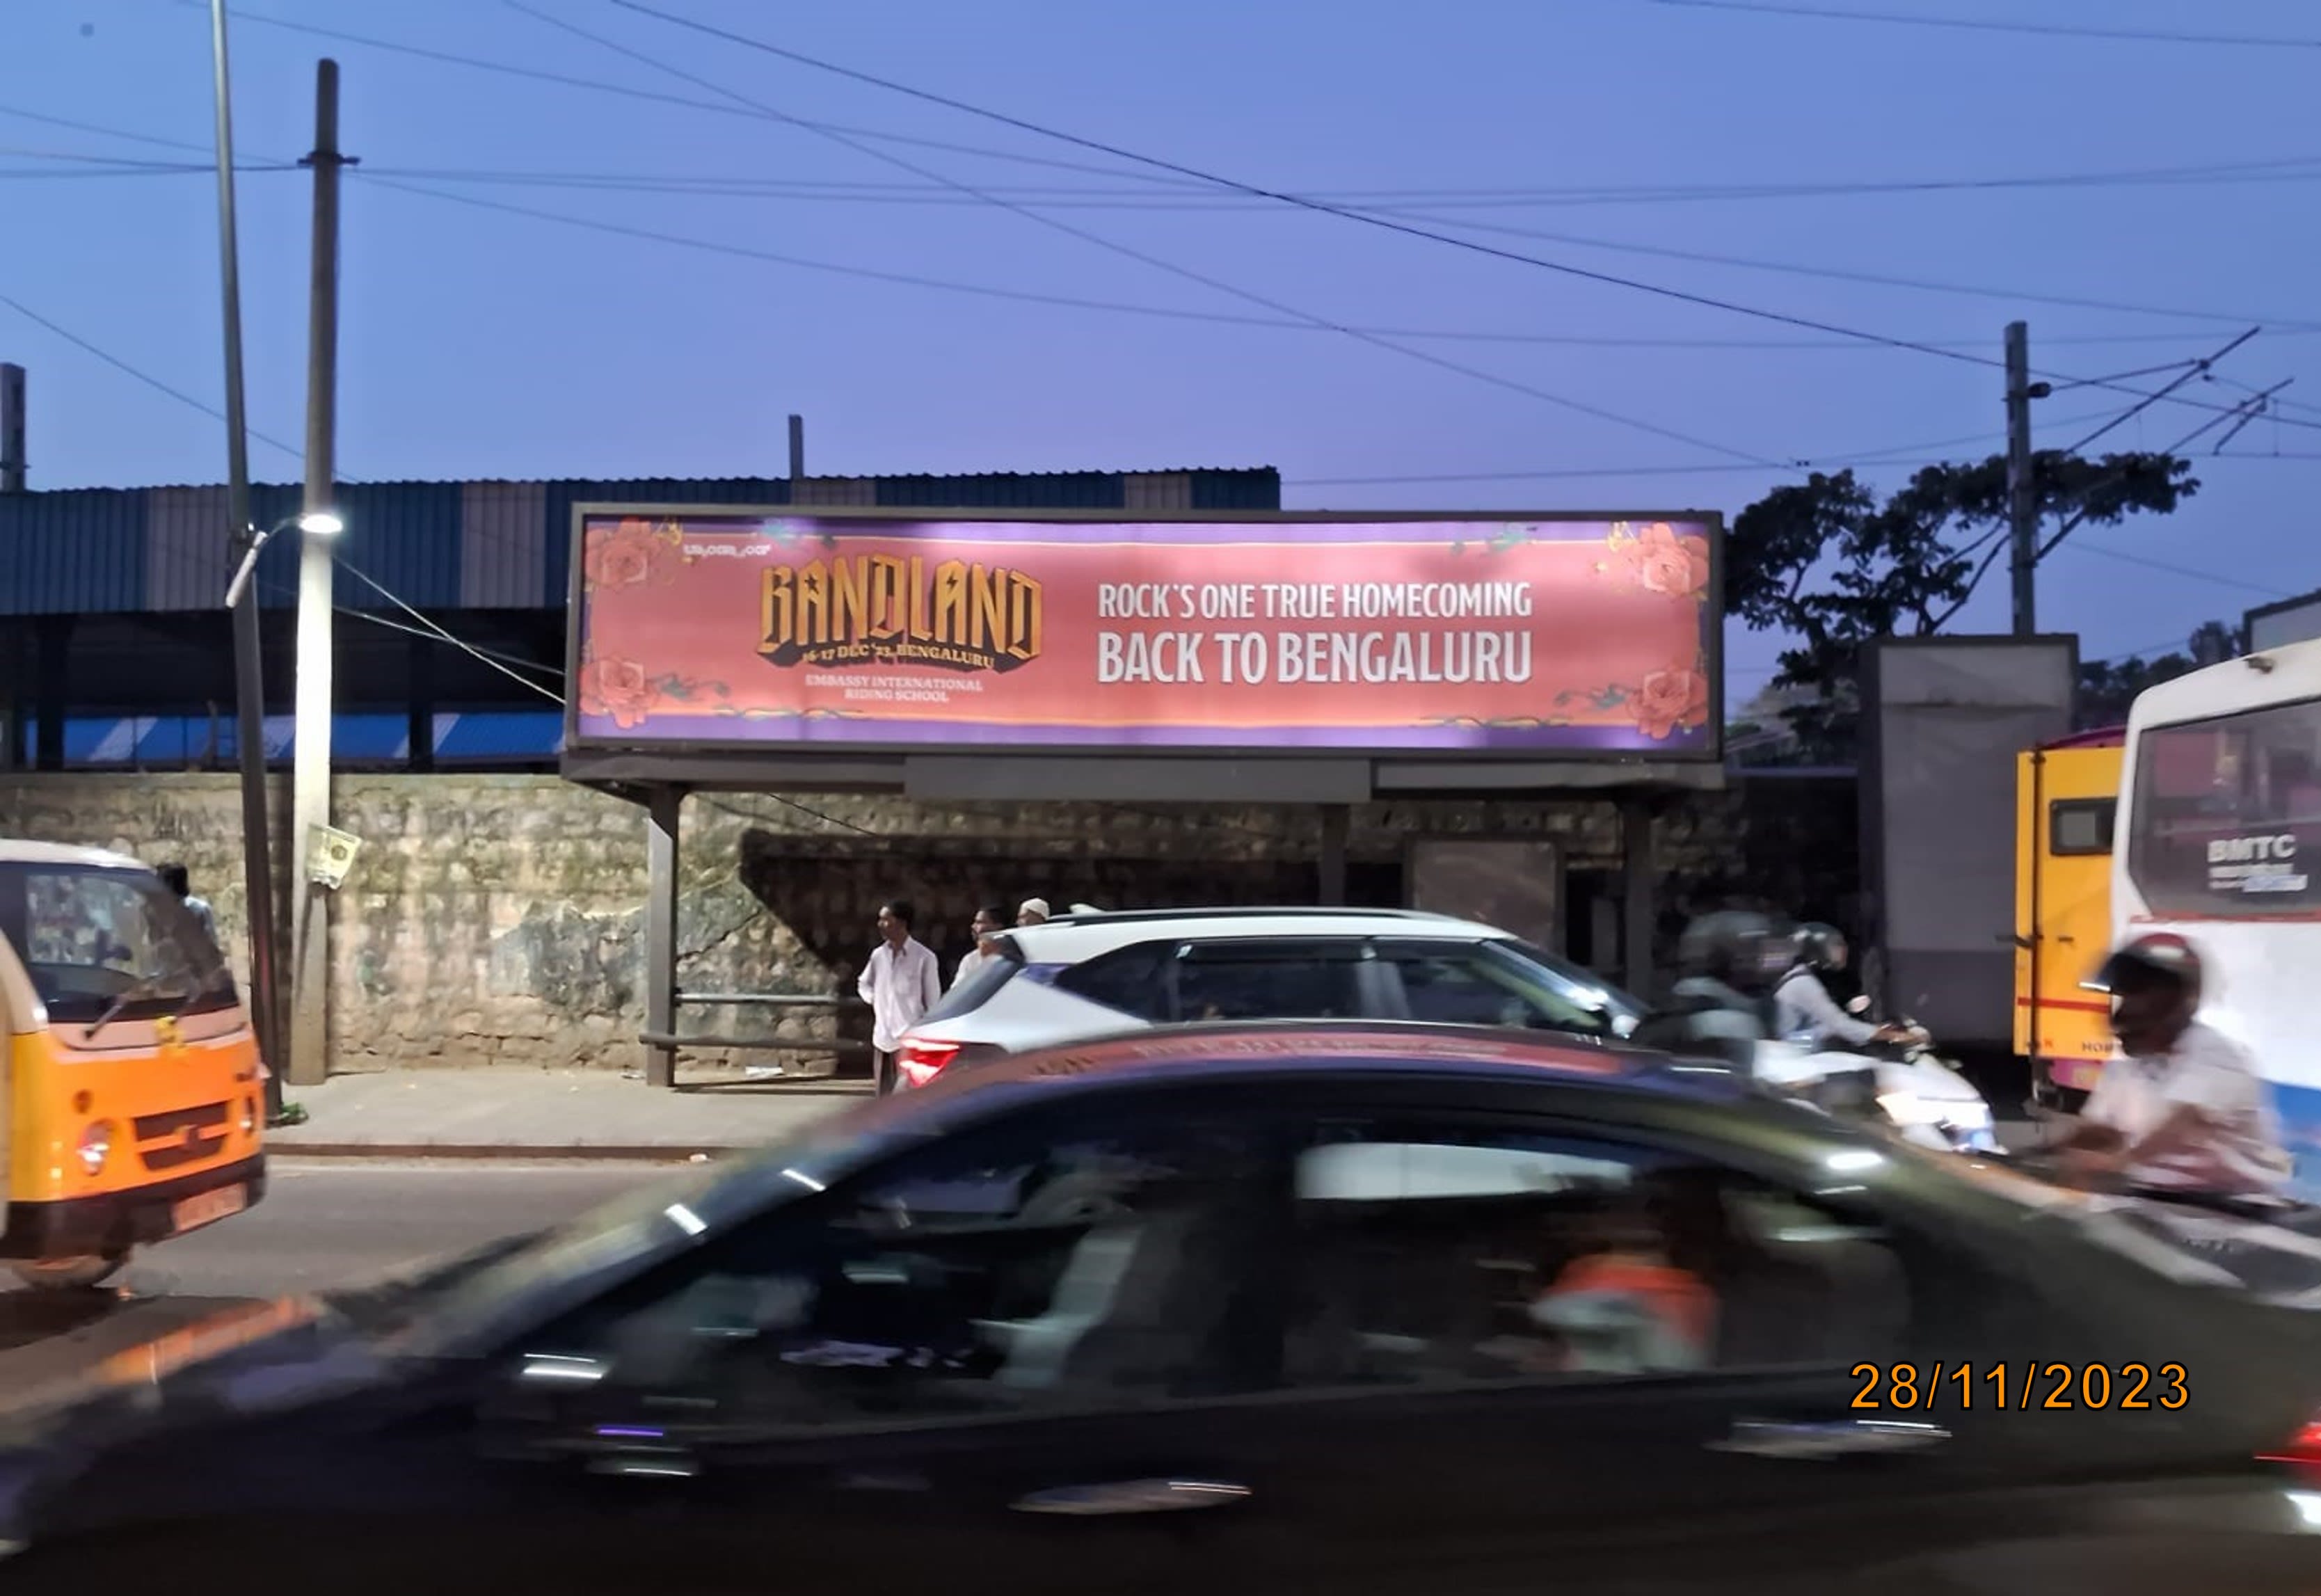 ಬ್ಯಾಂಡ್‌ಲ್ಯಾಂಡ್
BANDLAND
16-17 DEC '23, BENGALURU
EMBASSY INTERNATIONAL
RIDING SCHOOL
ROCK'S ONE TRUE HOMECOMING
BACK TO BENGALURU
BMTC
28/11/2023